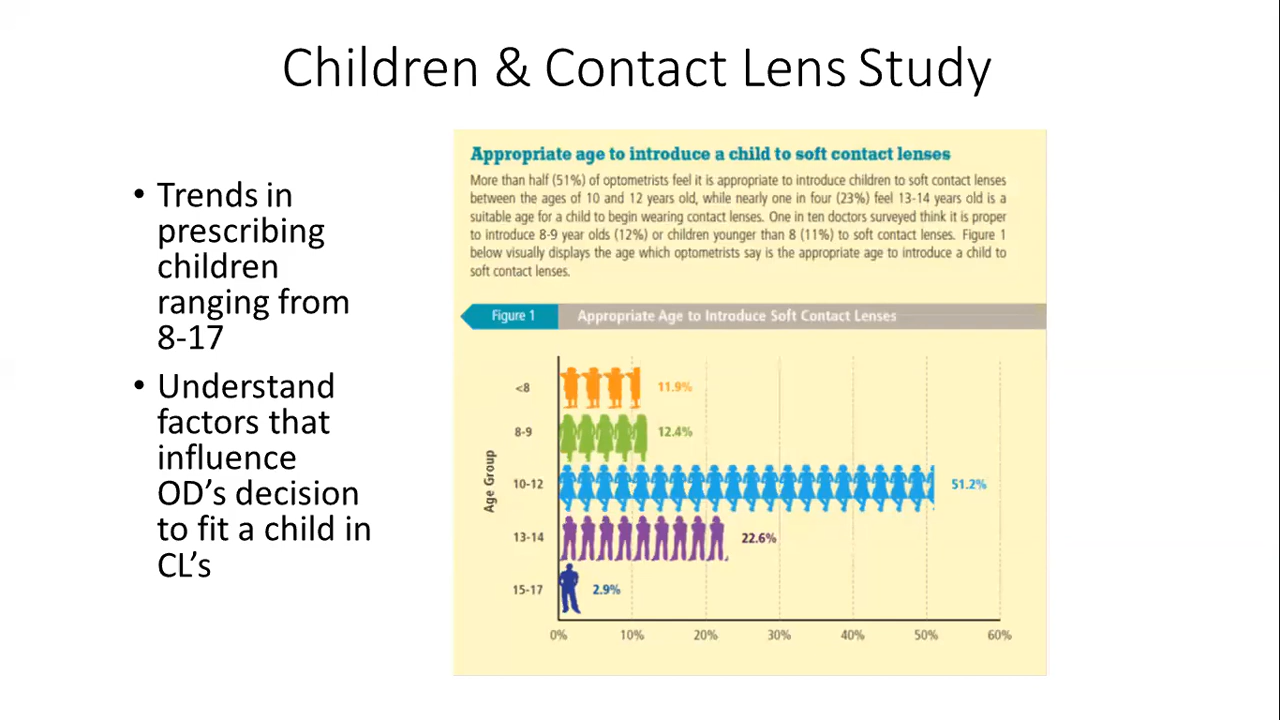 Children & Contact Lens Study
• Trends in
prescribing
children
ranging from
8-17
• Understand
factors that
influence
OD's decision
to fit a child in
CL's
Appropriate age to introduce a child to soft contact lenses
More than half (51%) of optometrists feel it is appropriate to introduce children to soft contact lenses
between the ages of 10 and 12 years old, while nearly one in four (23%) feel 13-14 years old is a
suitable age for a child to begin wearing contact lenses. One in ten doctors surveyed think it is proper
to introduce 8-9 year olds (12%) or children younger than 8 (11%) to soft contact lenses. Figure 1
below visually displays the age which optometrists say is the appropriate age to introduce a child to
soft contact lenses.
Figure 1 Appropriate Age to Introduce Soft Contact Lenses
Age Group
<8 11.9%
8-9 12.4%
10-12 51.2%
13-14 22.6%
15-17 2.9%
0% 10% 20% 30% 40% 50% 60%